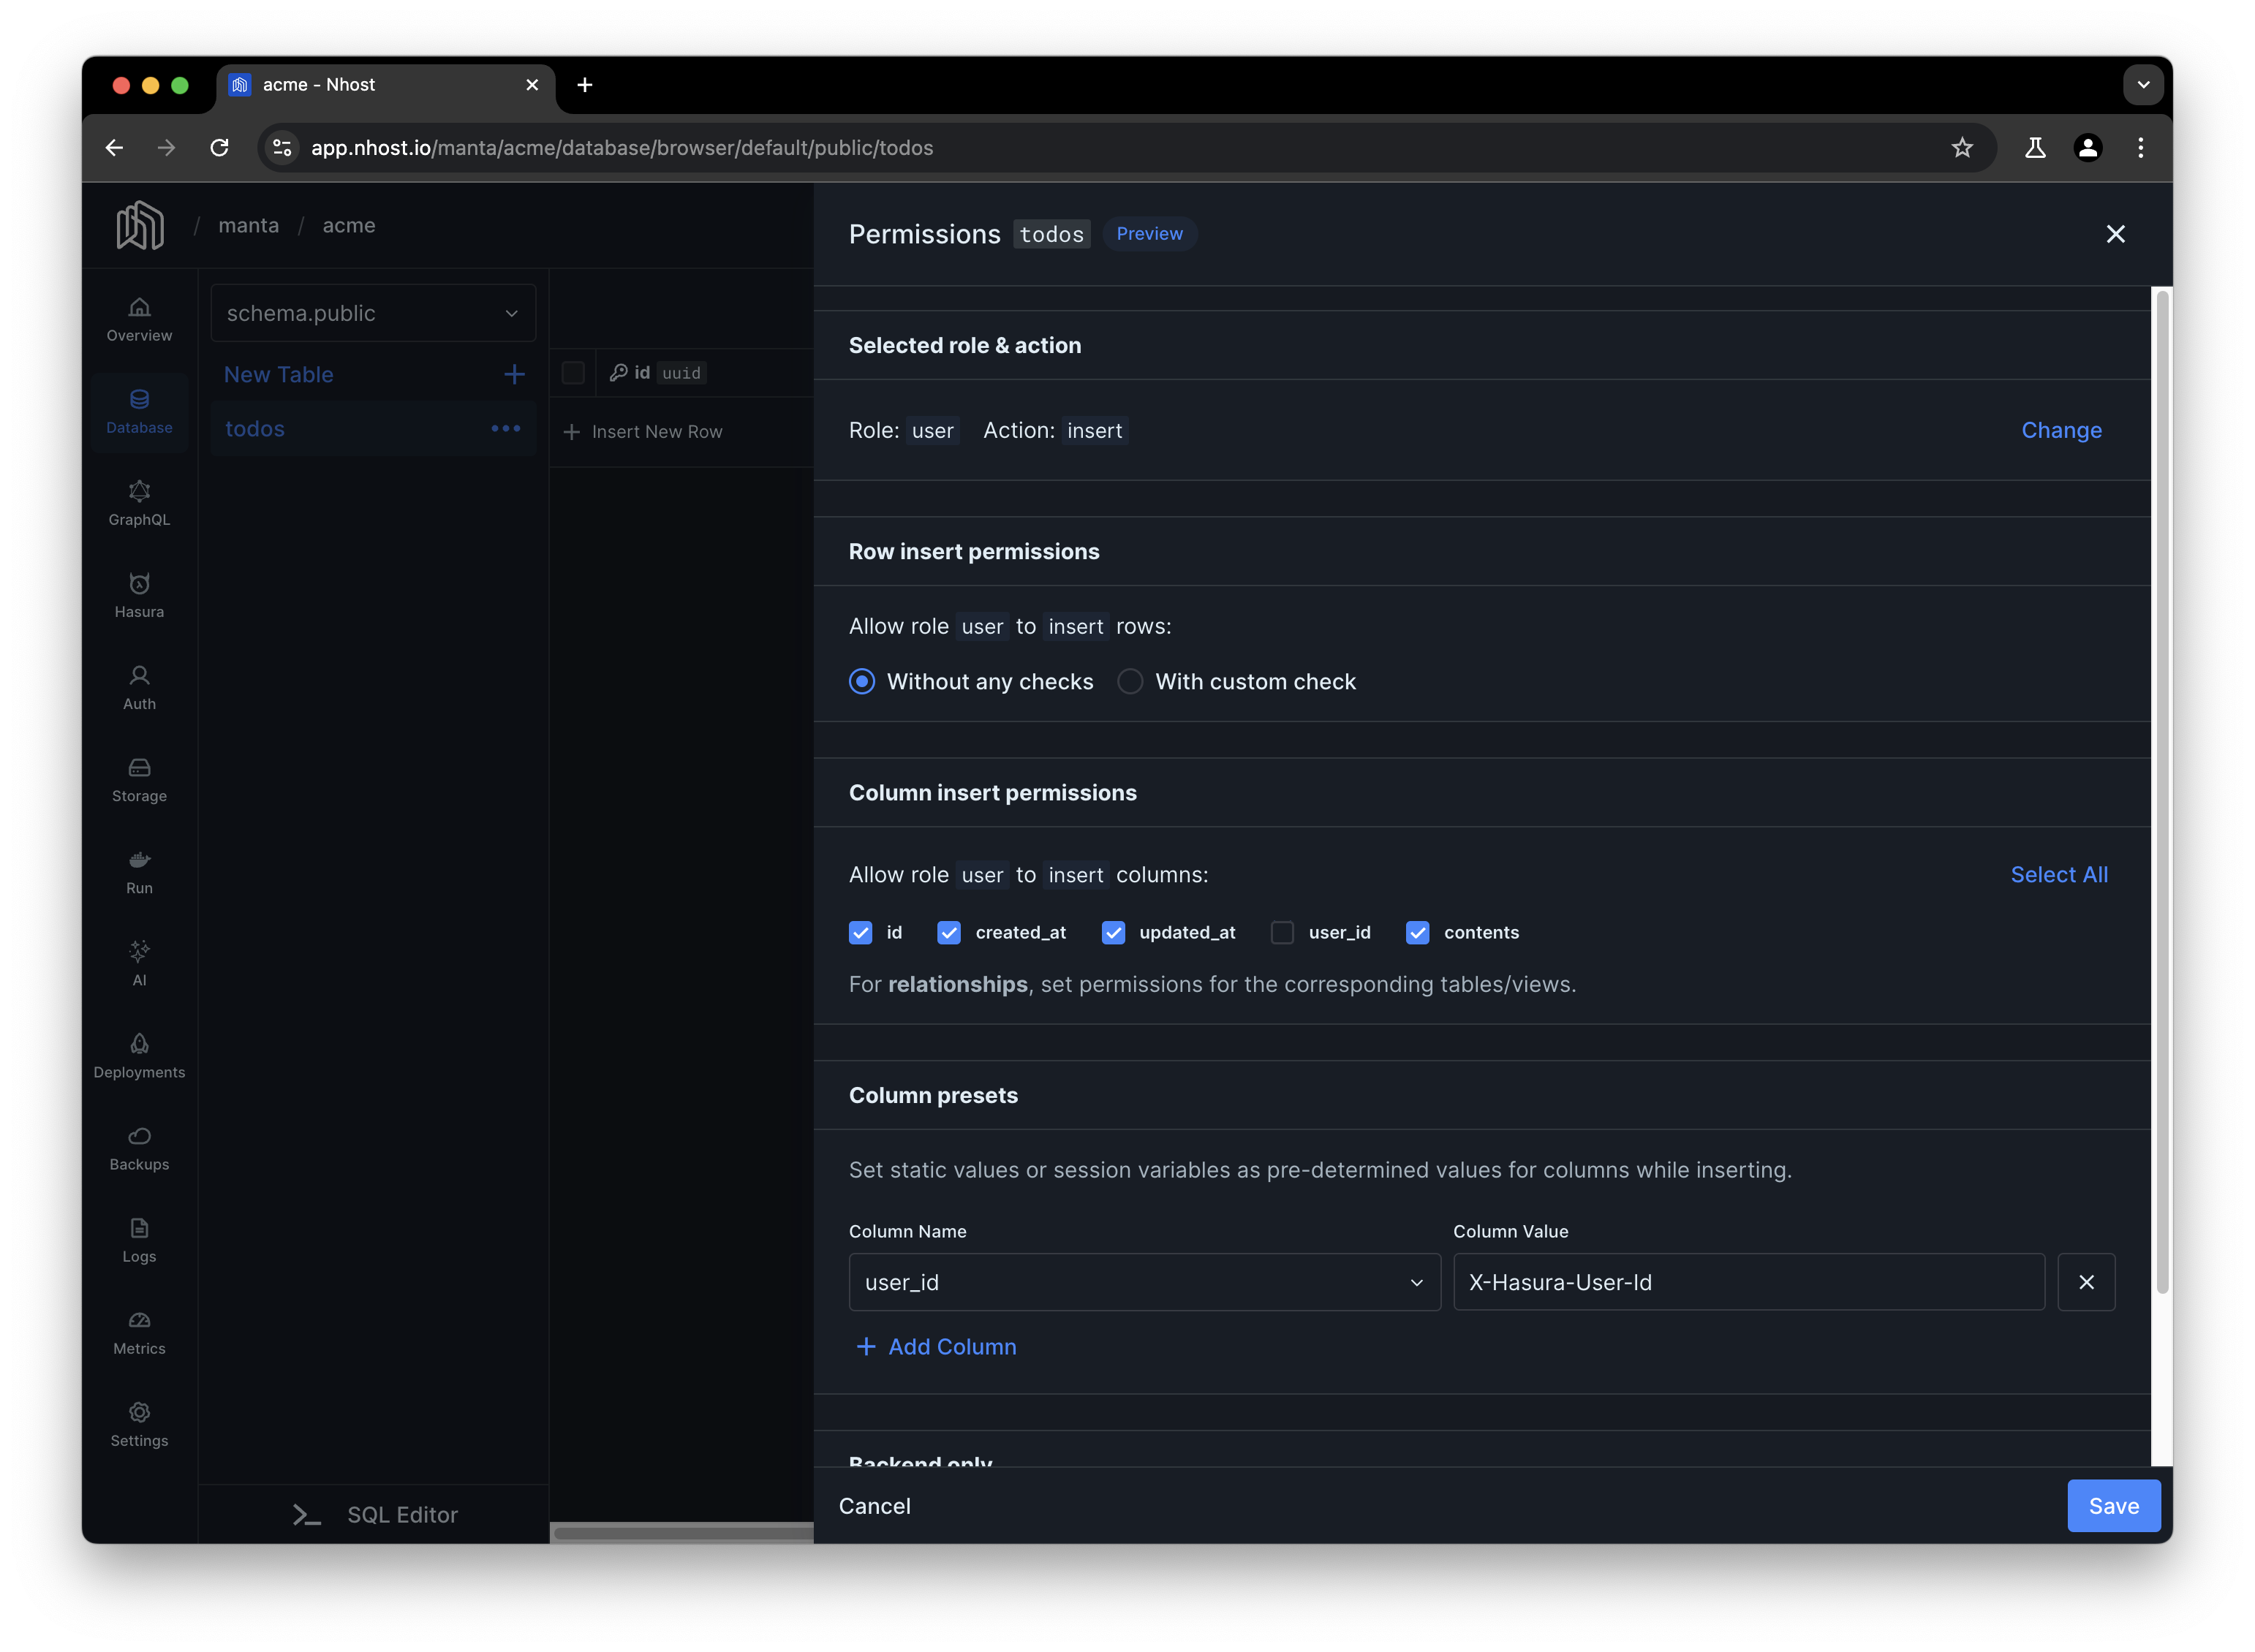 acme - Nhost
app.nhost.io/manta/acme/database/browser/default/public/todos
/ manta / acme
Overview
Database
GraphQL
Hasura
Auth
Storage
Run
AI
Deployments
Backups
Logs
Metrics
Settings
schema.public
New Table
todos
SQL Editor
id uuid
Insert New Row
Permissions todos Preview
Selected role & action
Role: user Action: insert Change
Row insert permissions
Allow role user to insert rows:
Without any checks With custom check
Column insert permissions
Allow role user to insert columns: Select All
id created_at updated_at user_id contents
For relationships, set permissions for the corresponding tables/views.
Column presets
Set static values or session variables as pre-determined values for columns while inserting.
Column Name Column Value
user_id X-Hasura-User-Id
Add Column
Backend only
Cancel Save